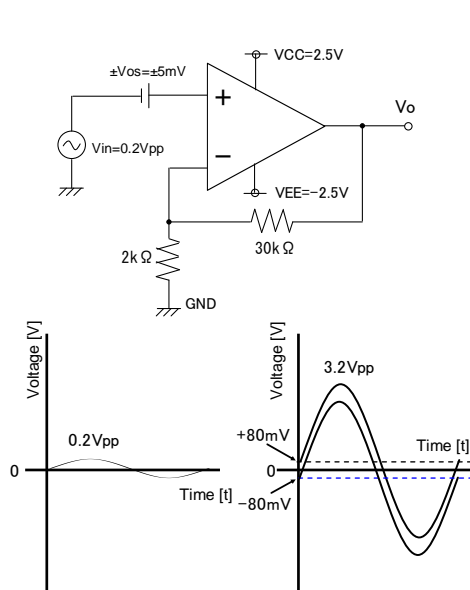 VCC=2.5V
±Vos=±5mV
+
Vo
Vin=0.2Vpp
−
VEE=−2.5V
30kΩ
2kΩ
GND
Voltage [V]
0.2Vpp
0
Time [t]
Voltage [V]
3.2Vpp
+80mV
Time [t]
0
−80mV